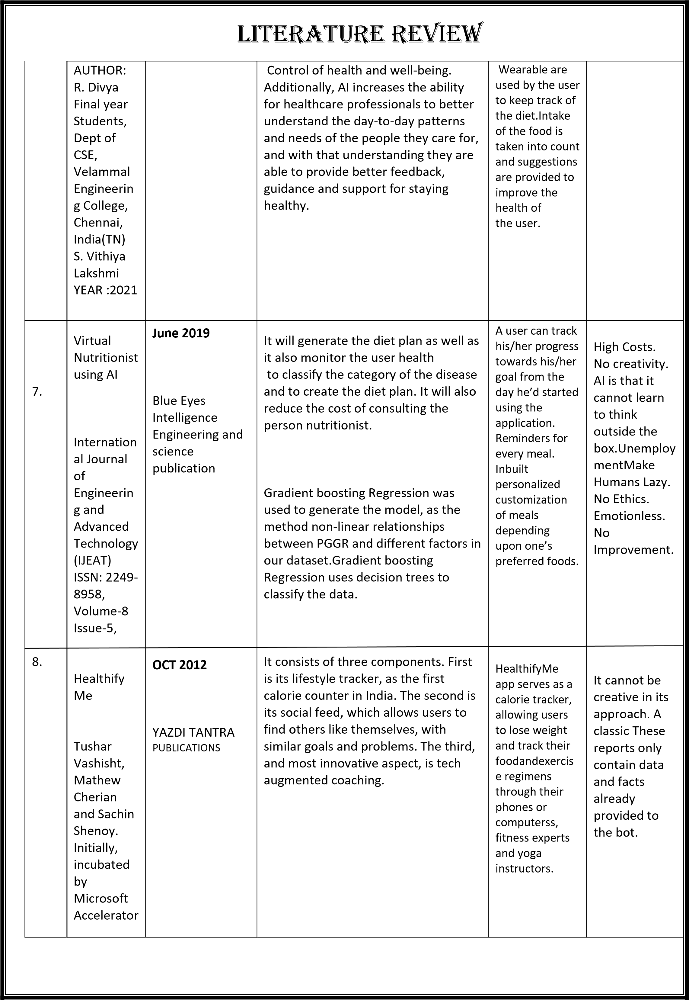 LITERATURE REVIEW
AUTHOR:
R. Divya
Final year
Students,
Dept of
CSE,
Velammal
Engineerin
g College,
Chennai,
India(TN)
S. Vithiya
Lakshmi
YEAR :2021
Control of health and well-being.
Additionally, AI increases the ability
for healthcare professionals to better
understand the day-to-day patterns
and needs of the people they care for,
and with that understanding they are
able to provide better feedback,
guidance and support for staying
healthy.
Wearable are
used by the user
to keep track of
the diet.Intake
of the food is
taken into count
and suggestions
are provided to
improve the
health of
the user.
7.
Virtual
Nutritionist
using AI
Internation
al Journal
of
Engineerin
g and
Advanced
Technology
(IJEAT)
ISSN: 2249-
8958,
Volume-8
Issue-5,
June 2019
Blue Eyes
Intelligence
Engineering and
science
publication
It will generate the diet plan as well as
it also monitor the user health
to classify the category of the disease
and to create the diet plan. It will also
reduce the cost of consulting the
person nutritionist.
Gradient boosting Regression was
used to generate the model, as the
method non-linear relationships
between PGGR and different factors in
our dataset.Gradient boosting
Regression uses decision trees to
classify the data.
A user can track
his/her progress
towards his/her
goal from the
day he’d started
using the
application.
Reminders for
every meal.
Inbuilt
personalized
customization
of meals
depending
upon one’s
preferred foods.
High Costs.
No creativity.
AI is that it
cannot learn
to think
outside the
box.Unemploy
mentMake
Humans Lazy.
No Ethics.
Emotionless.
No
Improvement.
8.
Healthify
Me
Tushar
Vashisht,
Mathew
Cherian
and Sachin
Shenoy.
Initially,
incubated
by
Microsoft
Accelerator
OCT 2012
YAZDI TANTRA
PUBLICATIONS
It consists of three components. First
is its lifestyle tracker, as the first
calorie counter in India. The second is
its social feed, which allows users to
find others like themselves, with
similar goals and problems. The third,
and most innovative aspect, is tech
augmented coaching.
HealthifyMe
app serves as a
calorie tracker,
allowing users
to lose weight
and track their
foodandexercis
e regimens
through their
phones or
computerss,
fitness experts
and yoga
instructors.
It cannot be
creative in its
approach. A
classic These
reports only
contain data
and facts
already
provided to
the bot.